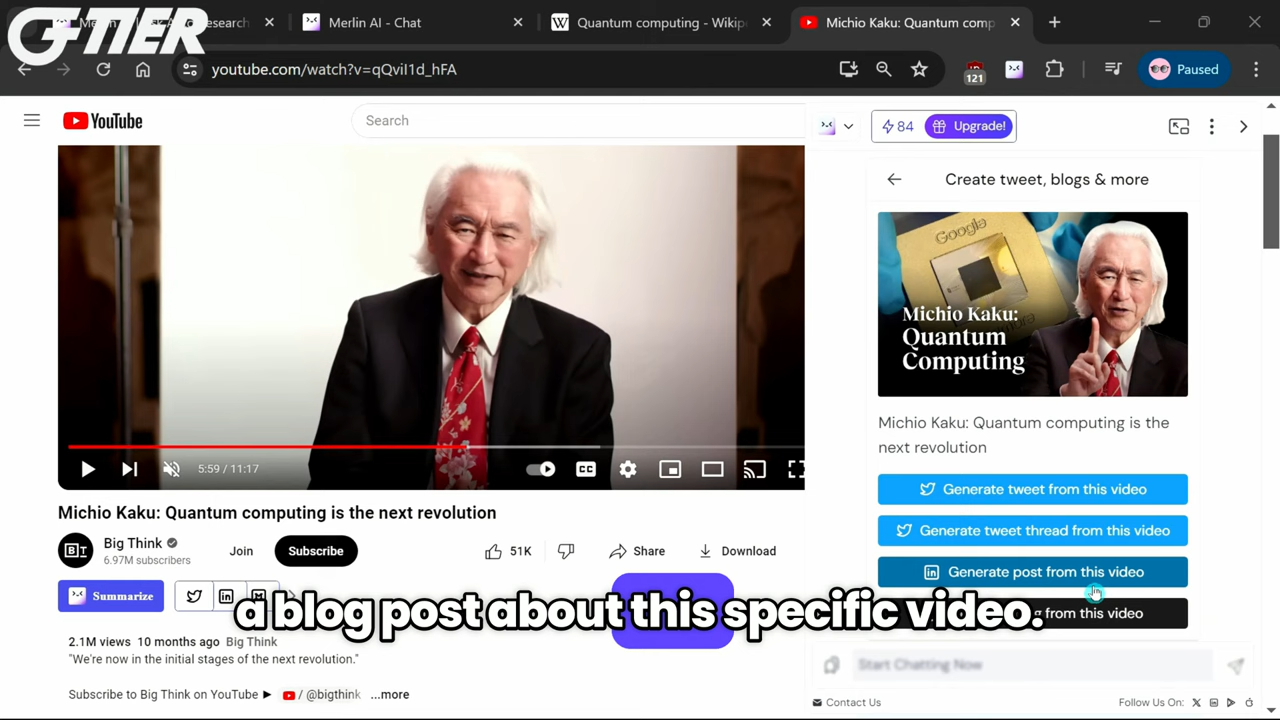 GTIER
Merlin AI - Chat
Quantum computing - Wikip
Michio Kaku: Quantum comp
youtube.com/watch?v=qQviI1d_hFA
121
Paused
YouTube
Search
84
Upgrade!
Create tweet, blogs & more
Google
Michio Kaku:
Quantum
Computing
Michio Kaku: Quantum computing is the
next revolution
5:59 / 11:17
CC
Generate tweet from this video
Generate tweet thread from this video
Generate post from this video
g from this video
Michio Kaku: Quantum computing is the next revolution
BT
Big Think
6.97M subscribers
Join
Subscribe
51K
Share
Download
Summarize
a blog post about this specific video.
2.1M views 10 months ago Big Think
"We're now in the initial stages of the next revolution."
Subscribe to Big Think on YouTube ► / @bigthink ...more
Start Chatting Now
Contact Us
Follow Us On: